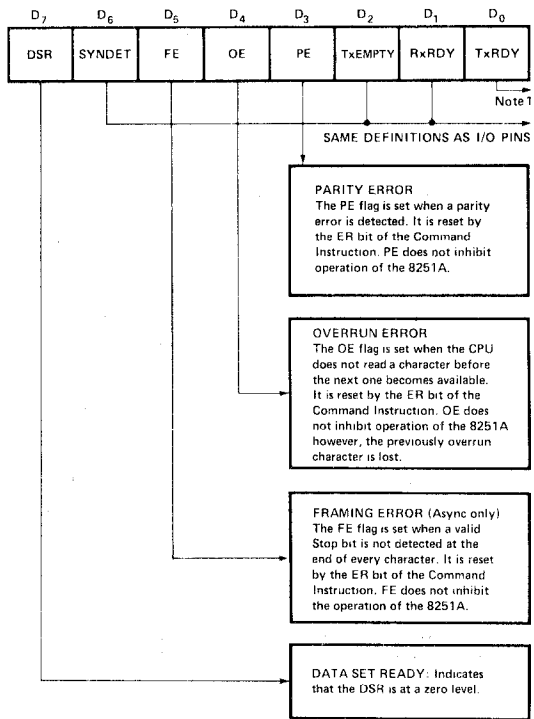 D7 D6 D5 D4 D3 D2 D1 D0
DSR SYNDET FE OE PE TxEMPTY RxRDY TxRDY
Note 1
SAME DEFINITIONS AS I/O PINS
PARITY ERROR
The PE flag is set when a parity
error is detected. It is reset by
the ER bit of the Command
Instruction. PE does not inhibit
operation of the 8251A.
OVERRUN ERROR
The OE flag is set when the CPU
does not read a character before
the next one becomes available.
It is reset by the ER bit of the
Command Instruction. OE does
not inhibit operation of the 8251A
however, the previously overrun
character is lost.
FRAMING ERROR (Async only)
The FE flag is set when a valid
Stop bit is not detected at the
end of every character. It is reset
by the ER bit of the Command
Instruction. FE does not inhibit
the operation of the 8251A.
DATA SET READY: Indicates
that the DSR is at a zero level.